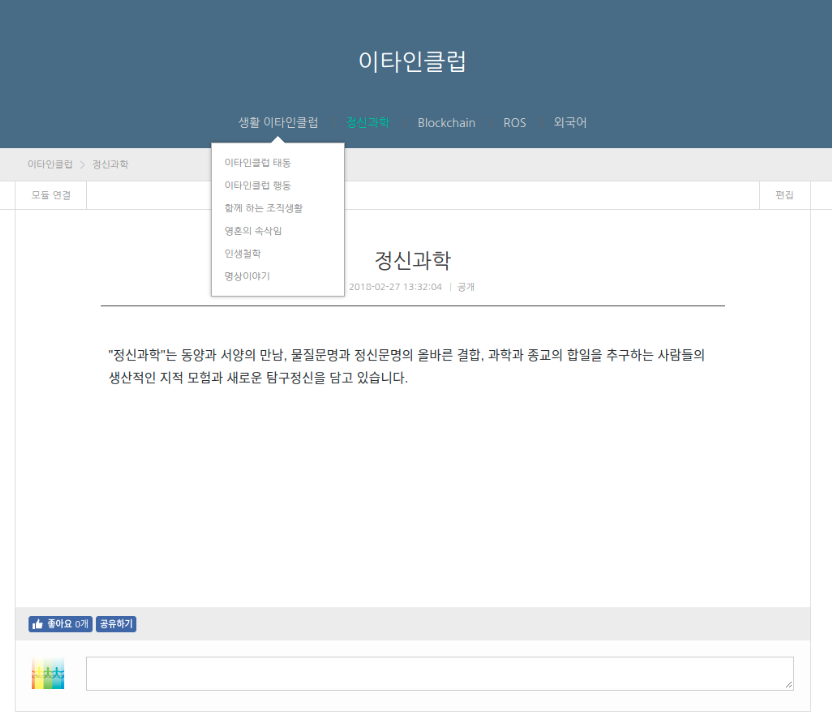 이타인클럽
생활 이타인클럽 정신과학 Blockchain ROS 외국어
이타인클럽 > 정신과학
모듈 연결 편집
이타인클럽 태동
이타인클럽 행동
함께 하는 조직생활
영혼의 속삭임
인생철학
명상이야기
정신과학
2018-02-27 13:32:04 | 공개
"정신과학"는 동양과 서양의 만남, 물질문명과 정신문명의 올바른 결합, 과학과 종교의 합일을 추구하는 사람들의
생산적인 지적 모험과 새로운 탐구정신을 담고 있습니다.
좋아요 0개 공유하기